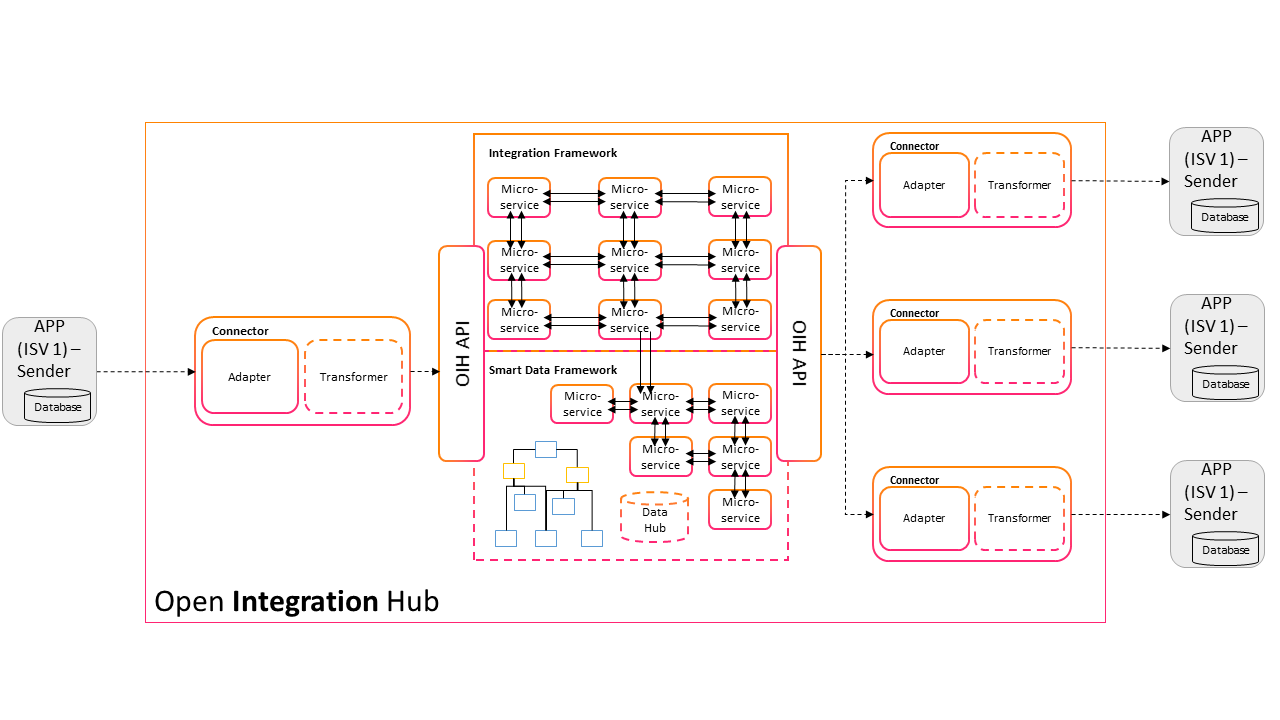 APP
(ISV 1) –
Sender
Database
Connector
Adapter
Transformer
OIH API
Integration Framework
Micro-
service
Micro-
service
Micro-
service
Micro-
service
Micro-
service
Micro-
service
Micro-
service
Micro-
service
Micro-
service
Smart Data Framework
Micro-
service
Micro-
service
Micro-
service
Micro-
service
Micro-
service
Micro-
service
Data
Hub
OIH API
Connector
Adapter
Transformer
APP
(ISV 1) –
Sender
Database
Connector
Adapter
Transformer
APP
(ISV 1) –
Sender
Database
Connector
Adapter
Transformer
APP
(ISV 1) –
Sender
Database
Open Integration Hub